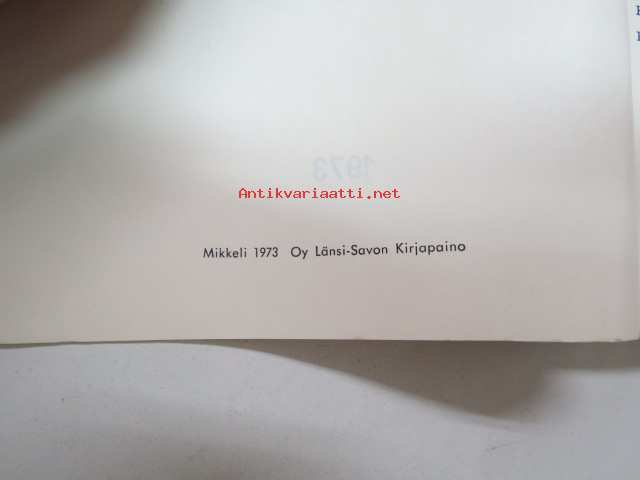 1973
Antikvariaatti.net
Mikkeli 1973 Oy Länsi-Savon Kirjapaino